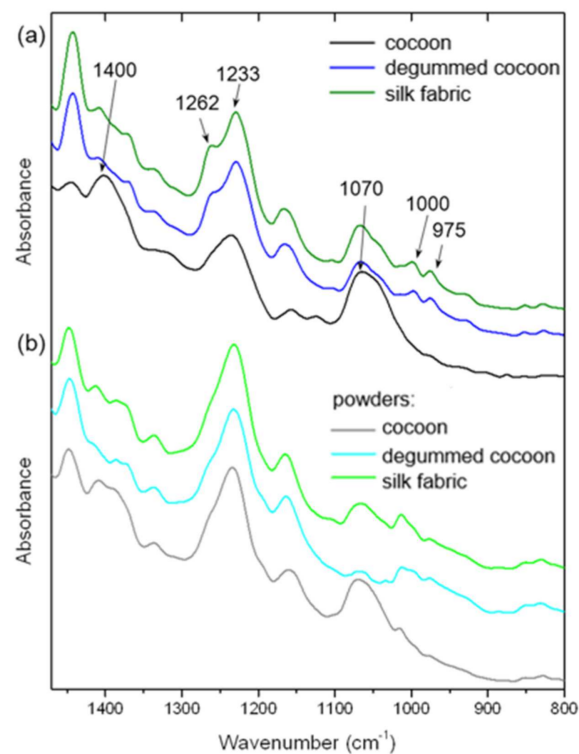 (a)
cocoon
degummed cocoon
silk fabric
1400
1262
1233
1070
1000
975
Absorbance
(b)
powders:
cocoon
degummed cocoon
silk fabric
Absorbance
1400 1300 1200 1100 1000 900 800
Wavenumber (cm⁻¹)